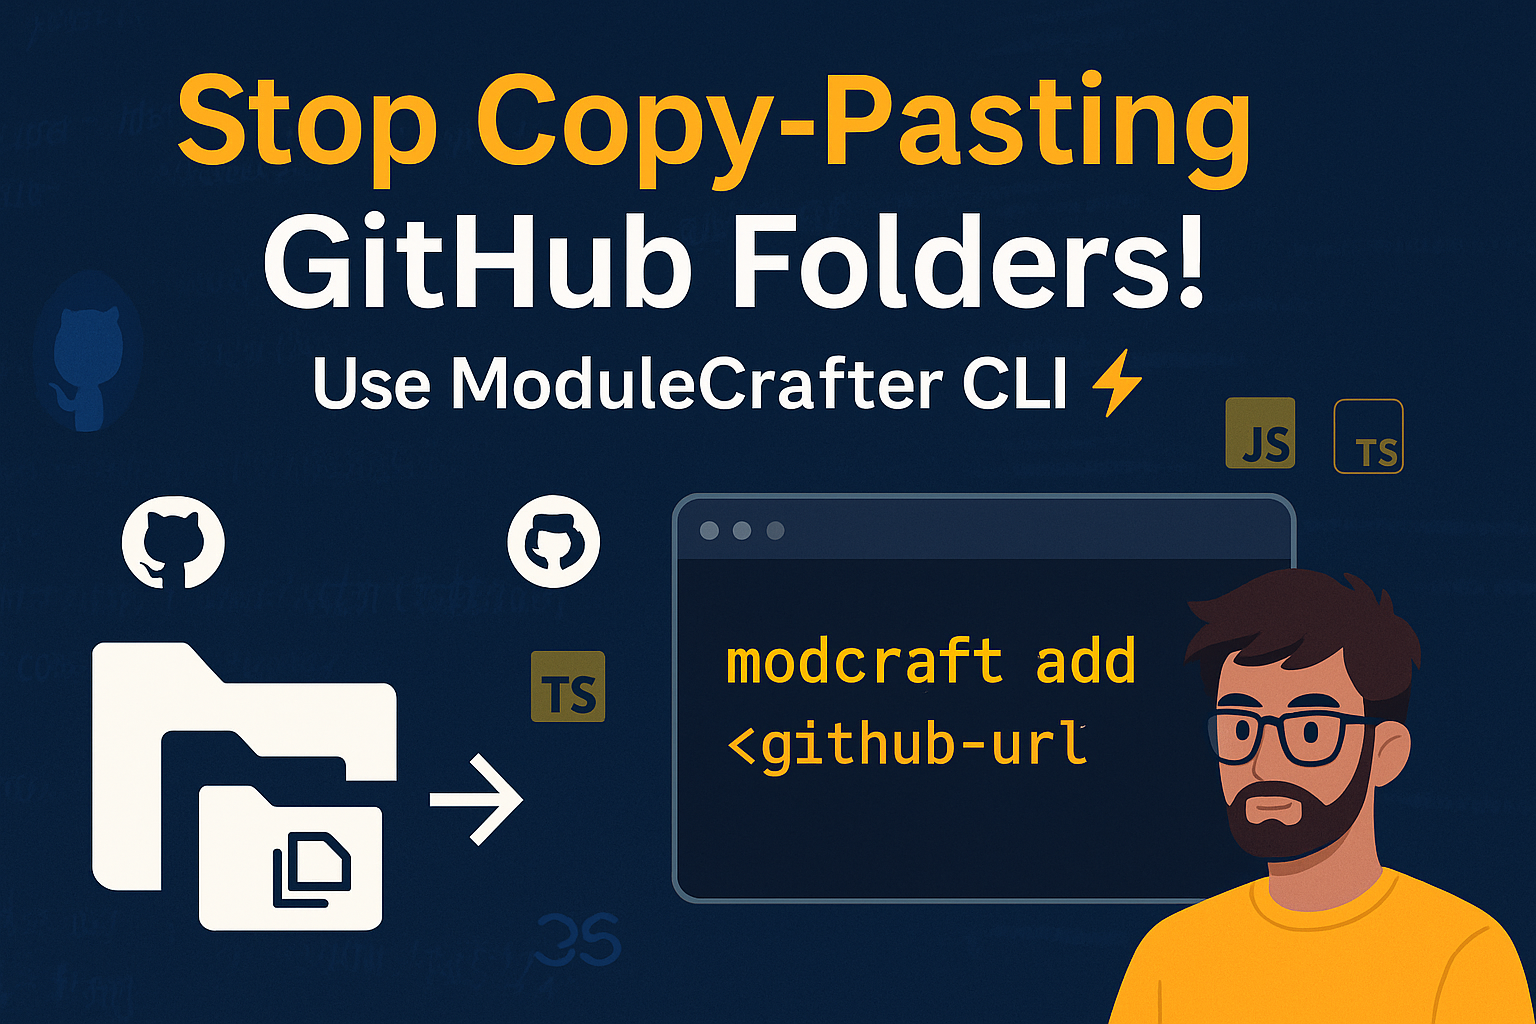 Stop Copy-Pasting
GitHub Folders!
Use ModuleCrafter CLI
JS
TS
TS
modcraft add
<github-url